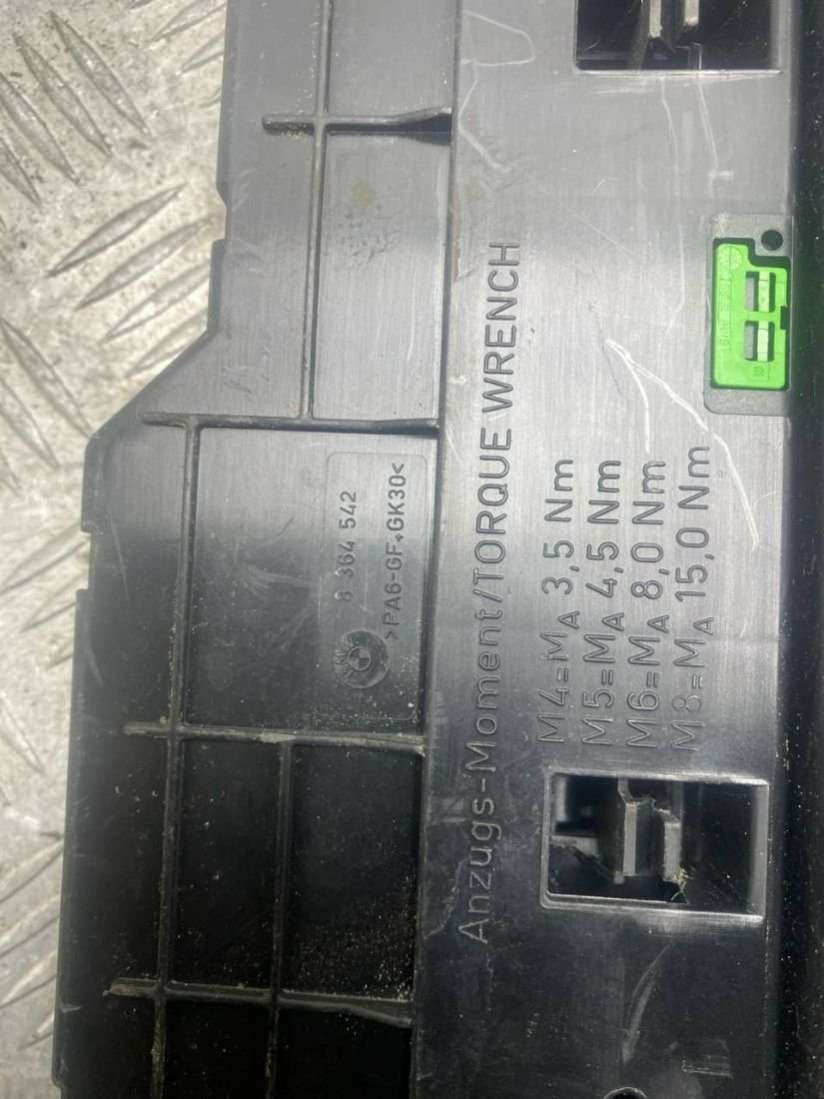 8 364 542
>PA6-GF+GK30<
Anzugs-Moment/TORQUE WRENCH
M4=MA 3,5 Nm
M5=MA 4,5 Nm
M6=MA 8,0 Nm
M8=MA 15,0 Nm